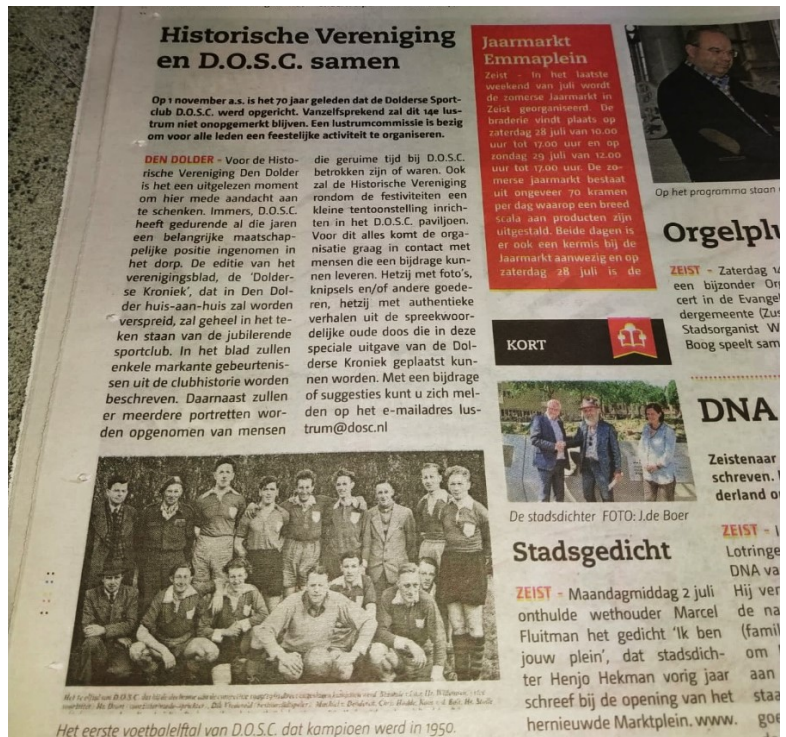 Historische Vereniging
en D.O.S.C. samen
Op 1 november a.s. is het 70 jaar geleden dat de Dolderse Sport-
club D.O.S.C. werd opgericht. Vanzelfsprekend zal dit 14e lus-
trum niet onopgemerkt blijven. Een lustrumcommissie is bezig
om voor alle leden een feestelijke activiteit te organiseren.
DEN DOLDER - Voor de Histo-
rische Vereniging Den Dolder
is het een uitgelezen moment
om hier mede aandacht aan
te schenken. Immers, D.O.S.C.
heeft gedurende al die jaren
een belangrijke maatschap-
pelijke positie ingenomen in
het dorp. De editie van het
verenigingsblad, de 'Dolder-
se Kroniek', dat in Den Dol-
der huis-aan-huis zal worden
verspreid, zal geheel in het te-
ken staan van de jubilerende
sportclub. In het blad zullen
enkele markante gebeurtenis-
sen uit de clubhistorie worden
beschreven. Daarnaast zullen
er meerdere portretten wor-
den opgenomen van mensen
die geruime tijd bij D.O.S.C.
betrokken zijn of waren. Ook
zal de Historische Vereniging
rondom de festiviteiten een
kleine tentoonstelling inrich-
ten in het D.O.S.C. paviljoen.
Voor dit alles komt de orga-
nisatie graag in contact met
mensen die een bijdrage kun-
nen leveren. Hetzij met foto's,
knipsels en/of andere goede-
ren, hetzij met authentieke
verhalen uit de spreekwoor-
delijke oude doos die in deze
speciale uitgave van de Dol-
derse Kroniek geplaatst kun-
nen worden. Met een bijdrage
of suggesties kunt u zich mel-
den op het e-mailadres lus-
trum@dosc.nl
Het eerste voetbalelftal van D.O.S.C. dat kampioen werd in 1950.
Jaarmarkt
Emmaplein
Zeist - In het laatste
weekend van juli wordt
de zomerse Jaarmarkt in
Zeist georganiseerd. De
braderie vindt plaats op
zaterdag 28 juli van 10.00
uur tot 17.00 uur en op
zondag 29 juli van 12.00
uur tot 17.00 uur. De zo-
merse jaarmarkt bestaat
uit ongeveer 70 kramen
per dag waarop een breed
scala aan producten zijn
uitgestald. Beide dagen is
er ook een kermis bij de
Jaarmarkt aanwezig en op
zaterdag 28 juli is de
KORT
De stadsdichter FOTO: J.de Boer
Stadsgedicht
ZEIST - Maandagmiddag 2 juli
onthulde wethouder Marcel
Fluitman het gedicht 'Ik ben
jouw plein', dat stadsdich-
ter Henjo Hekman vorig jaar
schreef bij de opening van het
hernieuwde Marktplein. www.
Op het programma staan
Orgelplu
ZEIST - Zaterdag 14
een bijzonder Or
cert in de Evangel
dergemeente (Zus
Stadsorganist W
Boog speelt sam
DNA
Zeistenaar
schreven.
derland o
ZEIST - I
Lotringe
DNA va
Hij ver
de na
(famil
om
aan
staa
goe